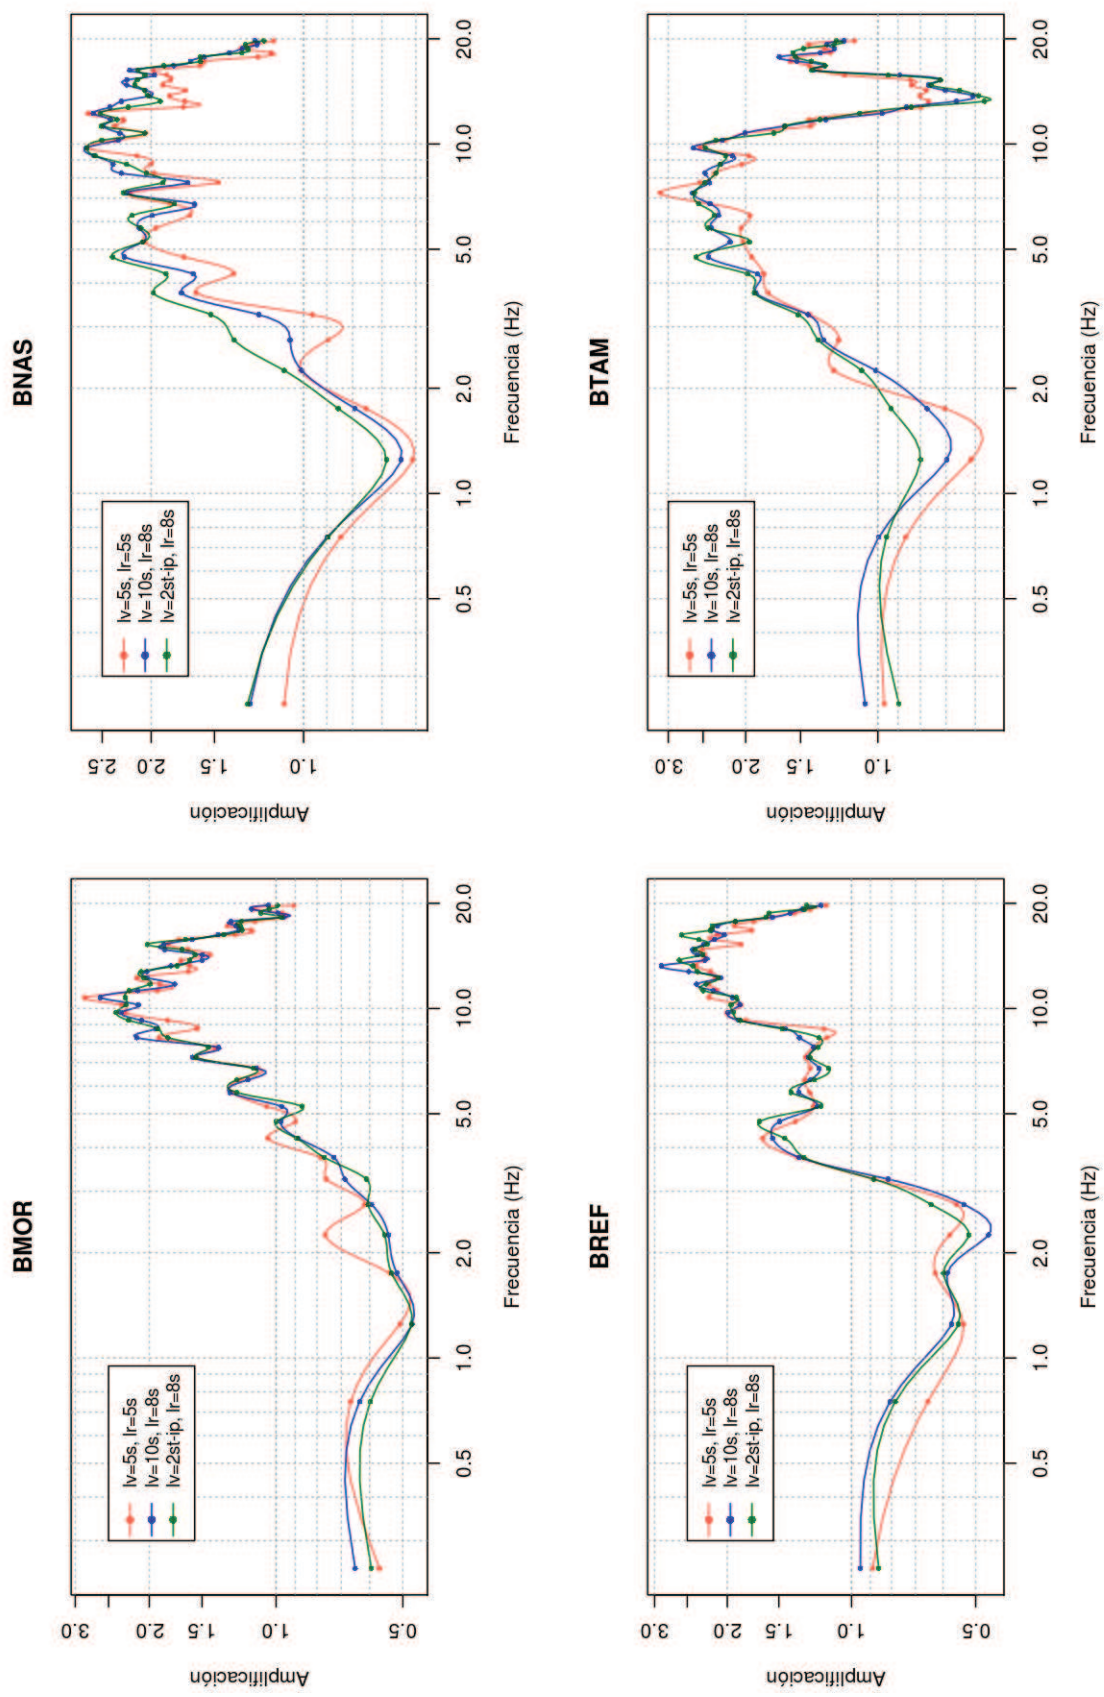 BMOR
Amplificación
3.0
2.0
1.5
1.0
0.5
lv=5s, lr=5s
lv=10s, lr=8s
lv=2st-ip, lr=8s
0.5 1.0 2.0 5.0 10.0 20.0
Frecuencia (Hz)
BNAS
Amplificación
2.5
2.0
1.5
1.0
lv=5s, lr=5s
lv=10s, lr=8s
lv=2st-ip, lr=8s
0.5 1.0 2.0 5.0 10.0 20.0
Frecuencia (Hz)
BREF
Amplificación
3.0
2.0
1.5
1.0
0.5
lv=5s, lr=5s
lv=10s, lr=8s
lv=2st-ip, lr=8s
0.5 1.0 2.0 5.0 10.0 20.0
Frecuencia (Hz)
BTAM
Amplificación
3.0
2.0
1.5
1.0
lv=5s, lr=5s
lv=10s, lr=8s
lv=2st-ip, lr=8s
0.5 1.0 2.0 5.0 10.0 20.0
Frecuencia (Hz)